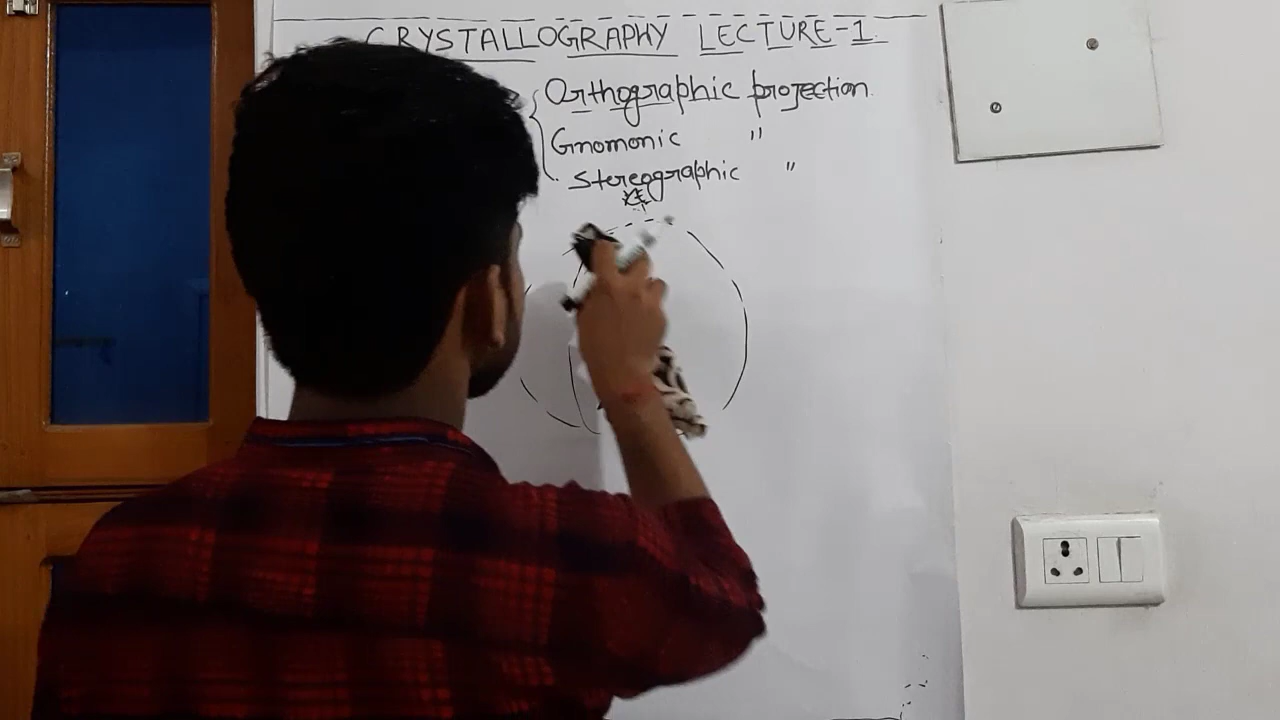 CRYSTALLOGRAPHY LECTURE-1.
Orthographic projection.
Gnomonic "
Stereographic "